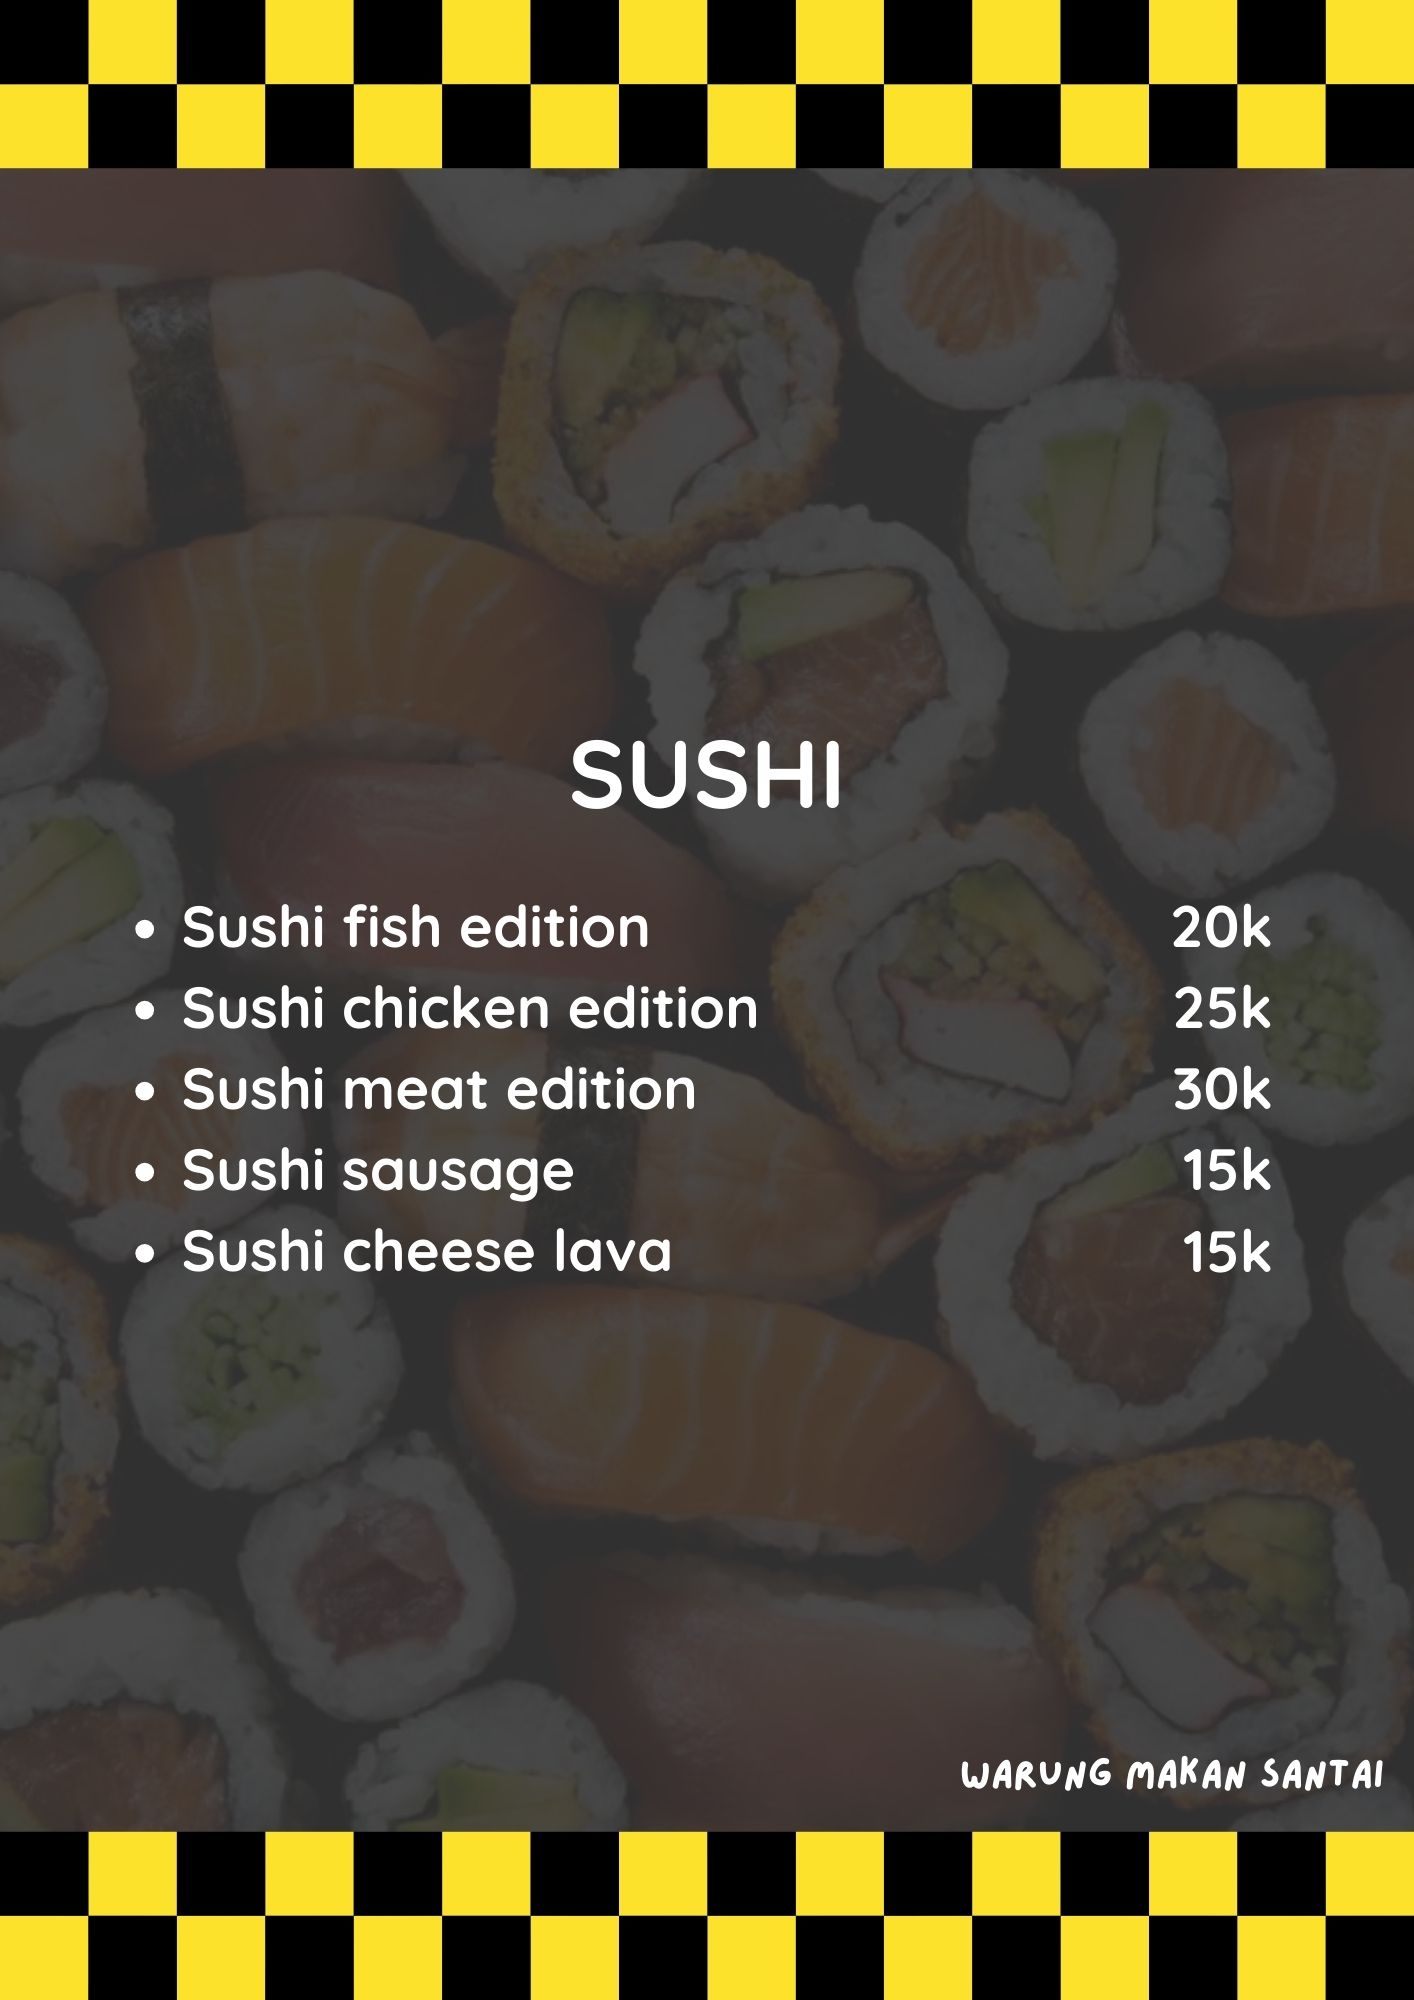 SUSHI
• Sushi fish edition 20k
• Sushi chicken edition 25k
• Sushi meat edition 30k
• Sushi sausage 15k
• Sushi cheese lava 15k
WARUNG MAKAN SANTAI